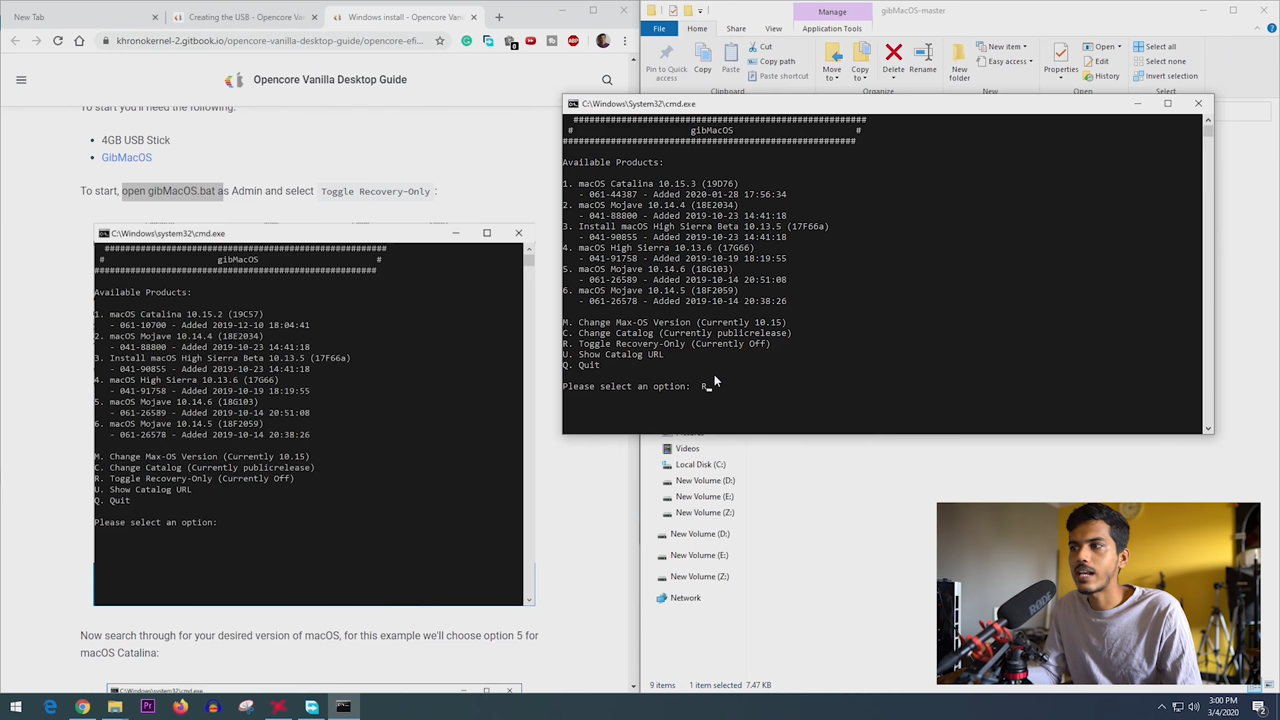 New Tab
Creating the USB - Opencore Van
Windows install - Opencore Vanil
khronokernel-2.gitbook.io/opencore-vanilla-desktop-guide/opencore-efi...
Opencore Vanilla Desktop Guide
To start you'll need the following:
4GB USB Stick
GibMacOS
To start, open gibMacOS.bat as Admin and select Toggle Recovery-Only :
C:\Windows\system32\cmd.exe
#######################################################
# gibMacOS #
#######################################################
Available Products:
1. macOS Catalina 10.15.2 (19C57)
- 061-10700 - Added 2019-12-10 18:04:41
2. macOS Mojave 10.14.4 (18E2034)
- 041-88800 - Added 2019-10-23 14:41:18
3. Install macOS High Sierra Beta 10.13.5 (17F66a)
- 041-90855 - Added 2019-10-23 14:41:18
4. macOS High Sierra 10.13.6 (17G66)
- 041-91758 - Added 2019-10-19 18:19:55
5. macOS Mojave 10.14.6 (18G103)
- 061-26589 - Added 2019-10-14 20:51:08
6. macOS Mojave 10.14.5 (18F2059)
- 061-26578 - Added 2019-10-14 20:38:26
M. Change Max-OS Version (Currently 10.15)
C. Change Catalog (Currently publicrelease)
R. Toggle Recovery-Only (Currently Off)
U. Show Catalog URL
Q. Quit
Please select an option:
Now search through for your desired version of macOS, for this example we'll choose option 5 for
macOS Catalina:
C:\Windows\system32\cmd.exe
Manage
gibMacOS-master
File
Home
Share
View
Application Tools
Pin to Quick
access
Copy
Paste
Cut
Copy path
Paste shortcut
Clipboard
Move
to
Copy
to
Delete
Rename
Organize
New
folder
New item
Easy access
New
Properties
Open
Edit
History
Open
Select all
Select none
Invert selection
Select
C:\Windows\System32\cmd.exe
#######################################################
# gibMacOS #
#######################################################
Available Products:
1. macOS Catalina 10.15.3 (19D76)
- 061-44387 - Added 2020-01-28 17:56:34
2. macOS Mojave 10.14.4 (18E2034)
- 041-88800 - Added 2019-10-23 14:41:18
3. Install macOS High Sierra Beta 10.13.5 (17F66a)
- 041-90855 - Added 2019-10-23 14:41:18
4. macOS High Sierra 10.13.6 (17G66)
- 041-91758 - Added 2019-10-19 18:19:55
5. macOS Mojave 10.14.6 (18G103)
- 061-26589 - Added 2019-10-14 20:51:08
6. macOS Mojave 10.14.5 (18F2059)
- 061-26578 - Added 2019-10-14 20:38:26
M. Change Max-OS Version (Currently 10.15)
C. Change Catalog (Currently publicrelease)
R. Toggle Recovery-Only (Currently Off)
U. Show Catalog URL
Q. Quit
Please select an option: R_
Videos
Local Disk (C:)
New Volume (D:)
New Volume (E:)
New Volume (Z:)
New Volume (D:)
New Volume (E:)
New Volume (Z:)
Network
9 items
1 item selected 7.47 KB
RODE
3:00 PM
3/4/2020